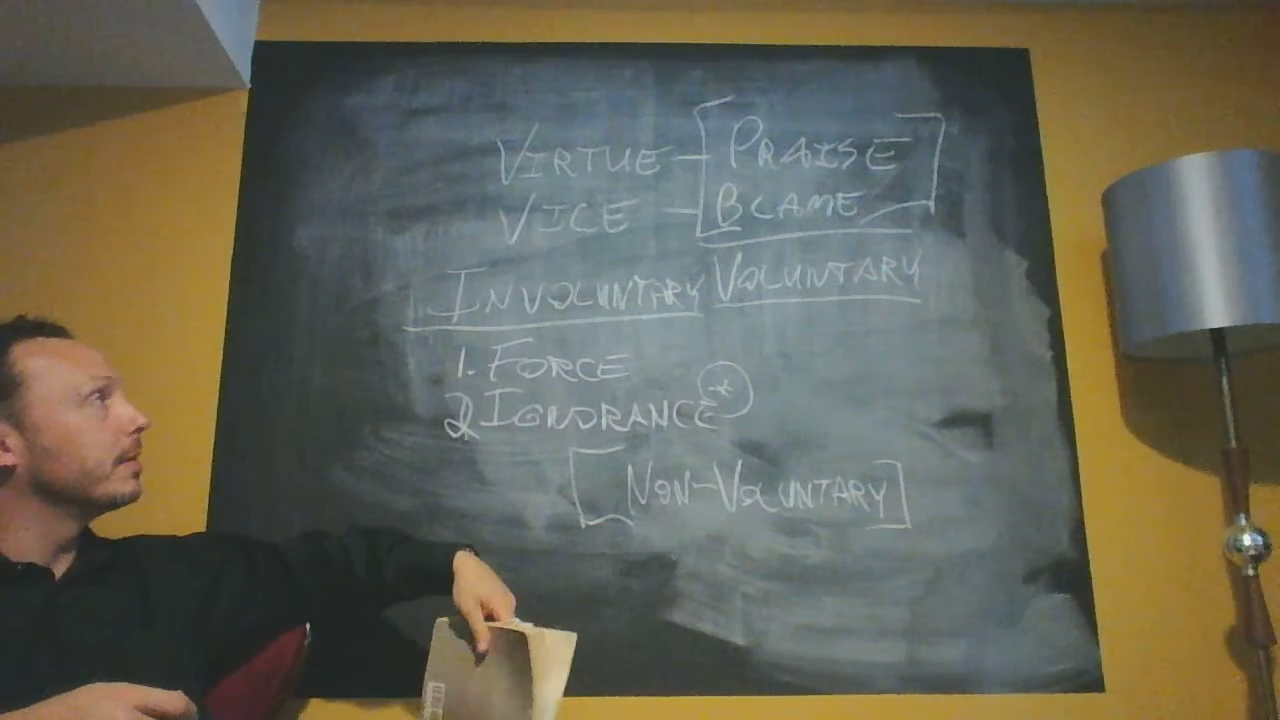 VIRTUE — [PRAISE]
VICE — [BLAME]
INVOLUNTARY VOLUNTARY
1. FORCE
2 IGNORANCE *
[NON-VOLUNTARY]